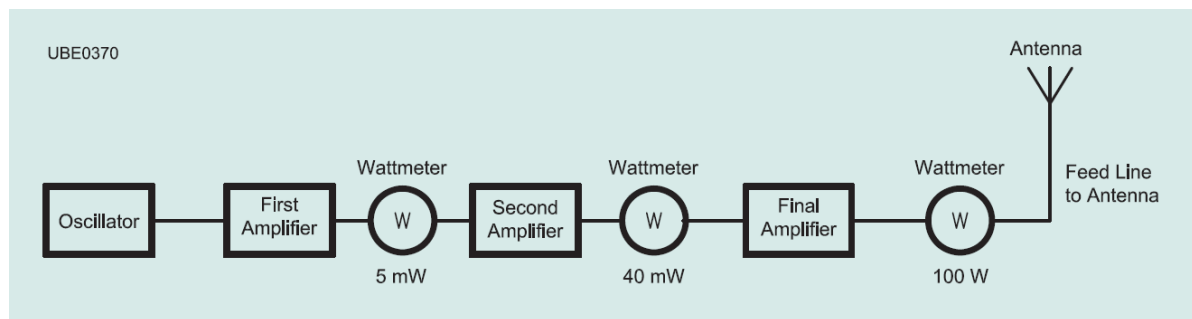 UBE0370
Antenna
Wattmeter
Wattmeter
Wattmeter
Feed Line
to Antenna
Oscillator
First
Amplifier
W
Second
Amplifier
W
Final
Amplifier
W
5 mW
40 mW
100 W